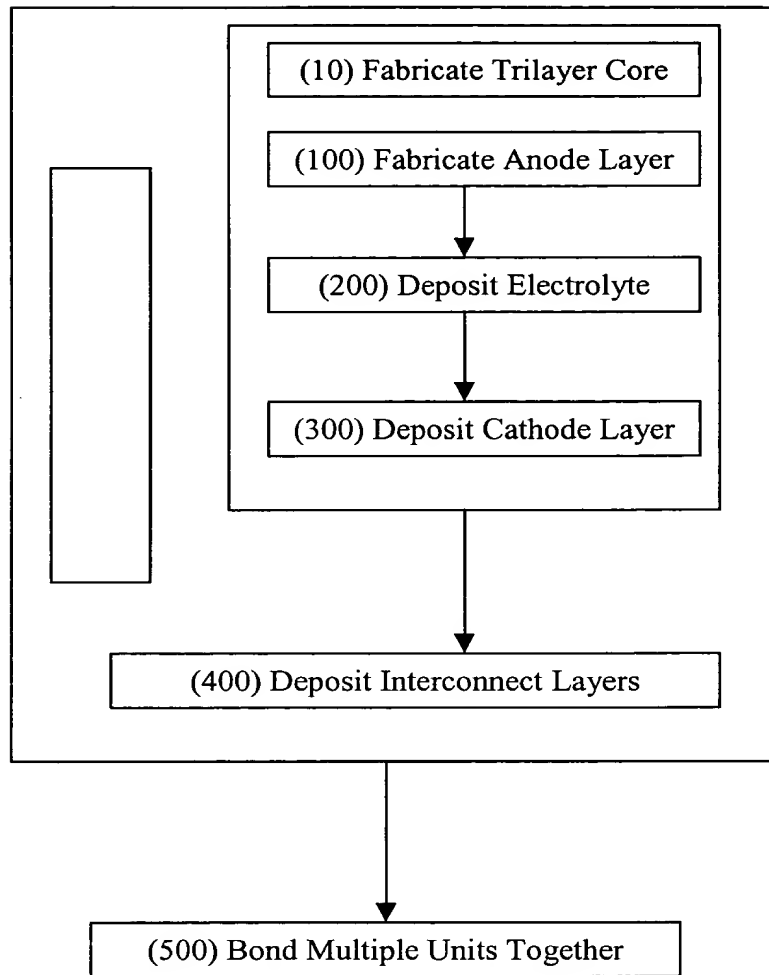 (10) Fabricate Trilayer Core
(100) Fabricate Anode Layer
(200) Deposit Electrolyte
(300) Deposit Cathode Layer
(400) Deposit Interconnect Layers
(500) Bond Multiple Units Together